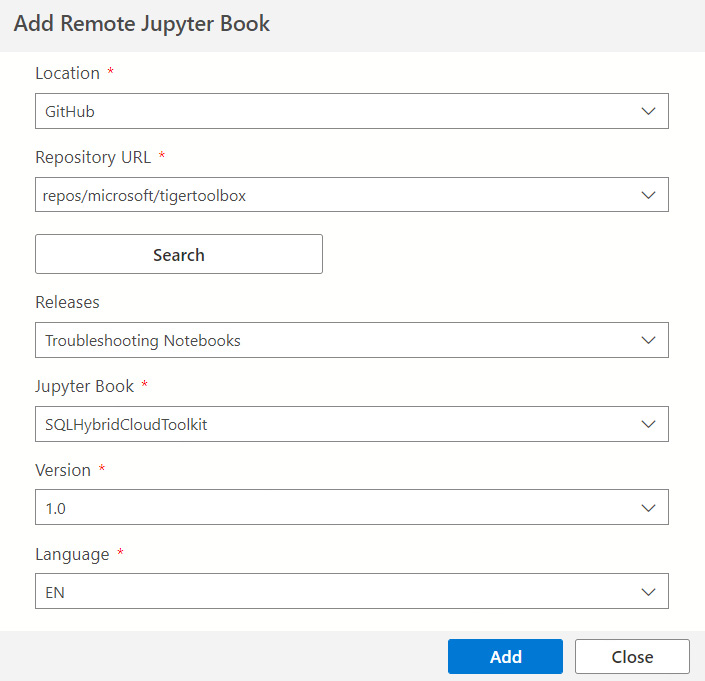 Add Remote Jupyter Book
Location *
GitHub
Repository URL *
repos/microsoft/tigertoolbox
Search
Releases
Troubleshooting Notebooks
Jupyter Book *
SQLHybridCloudToolkit
Version *
1.0
Language *
EN
Add Close